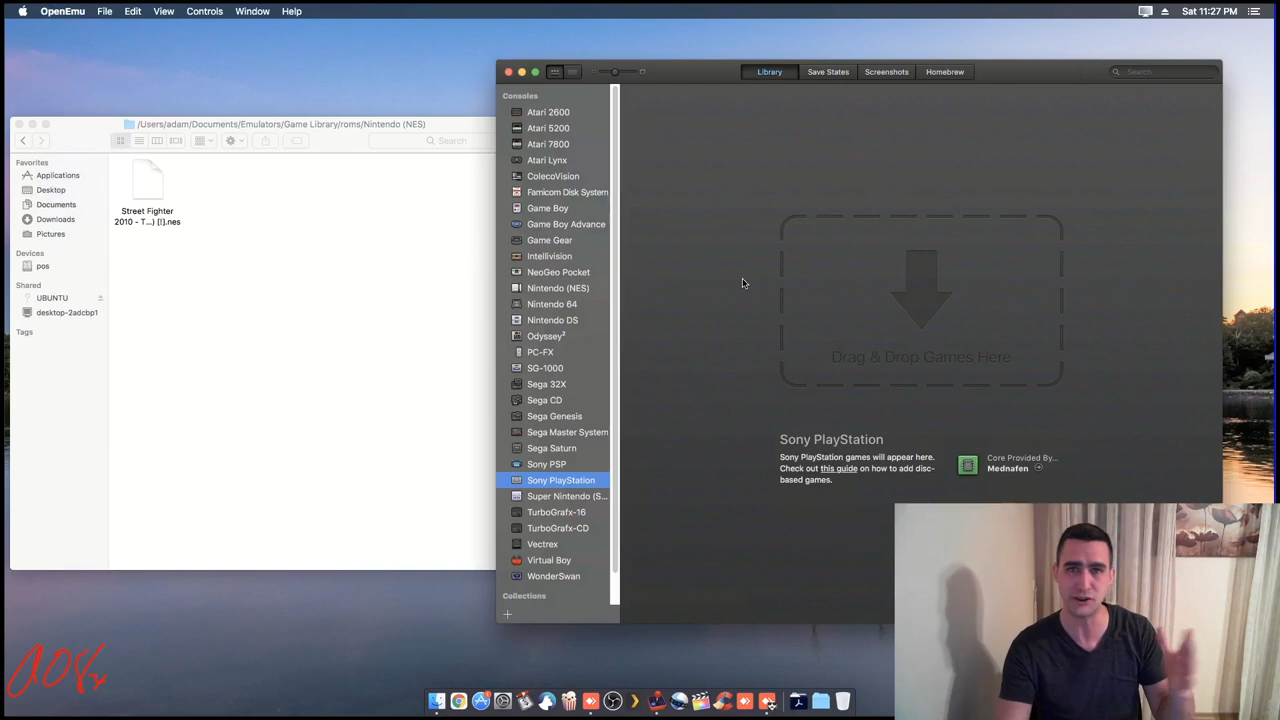 OpenEmu File Edit View Controls Window Help
Sat 11:27 PM
/Users/adam/Documents/Emulators/Game Library/roms/Nintendo (NES)
Search
Favorites
Applications
Desktop
Documents
Downloads
Pictures
Devices
pos
Shared
UBUNTU
desktop-2adcbp1
Tags
Street Fighter
2010 - T...) [!].nes
Library Save States Screenshots Homebrew
Search
Consoles
Atari 2600
Atari 5200
Atari 7800
Atari Lynx
ColecoVision
Famicom Disk System
Game Boy
Game Boy Advance
Game Gear
Intellivision
NeoGeo Pocket
Nintendo (NES)
Nintendo 64
Nintendo DS
Odyssey²
PC-FX
SG-1000
Sega 32X
Sega CD
Sega Genesis
Sega Master System
Sega Saturn
Sony PSP
Sony PlayStation
Super Nintendo (S...
TurboGrafx-16
TurboGrafx-CD
Vectrex
Virtual Boy
WonderSwan
Collections
Drag & Drop Games Here
Sony PlayStation
Sony PlayStation games will appear here.
Check out this guide on how to add disc-
based games.
Core Provided By...
Mednafen